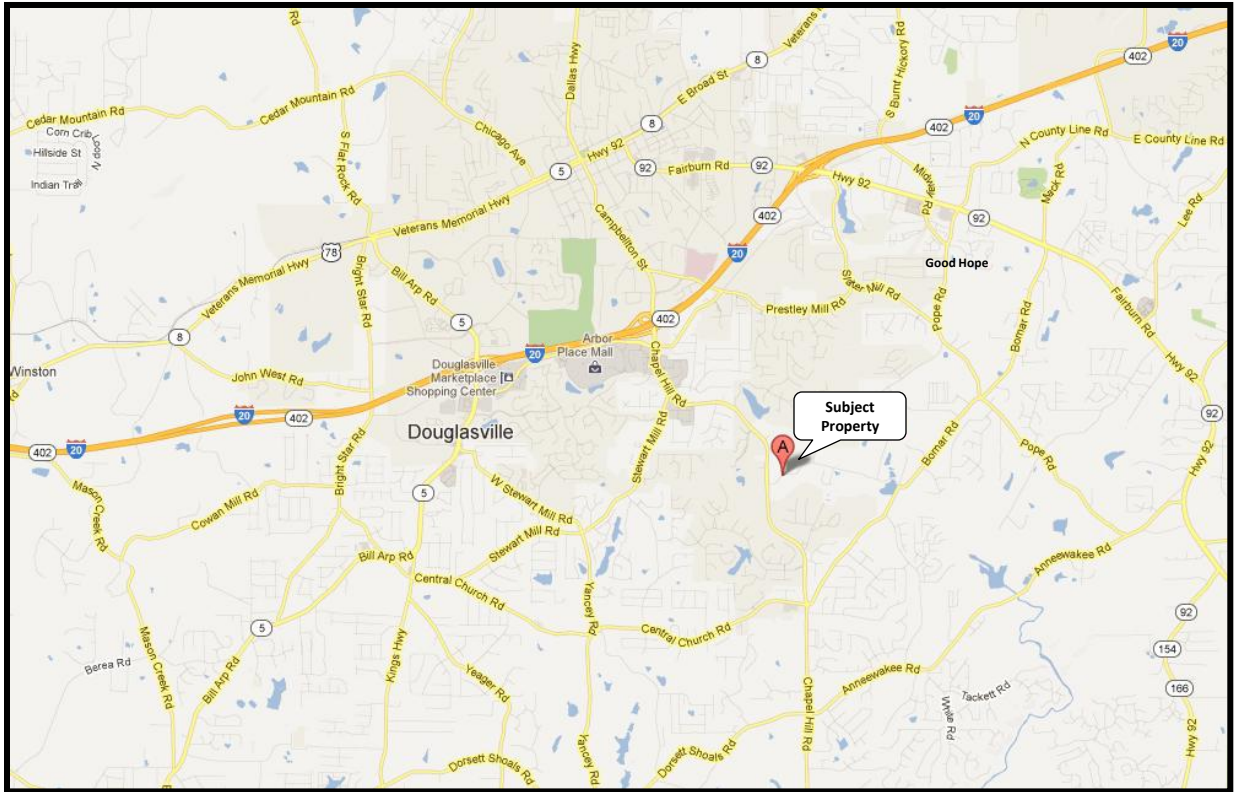 Rd
Dallas Hwy
8
Veterans
S Burnt Hickory Rd
402
20
Cedar Mountain Rd
Cedar Mountain Rd
E Broad St
8
Corn Crib
Loop N
Hillside St
Indian Trail
S Flat Rock Rd
Chicago Ave
Hwy 92
5
92
Fairburn Rd
92
Hwy 92
402
20
N County Line Rd
E County Line Rd
Midway Rd
Mack Rd
Lee Rd
92
Veterans Memorial Hwy
78
Campbellton St
402
20
Good Hope
Veterans Memorial Hwy
Bright Star Rd
Bill Arp Rd
5
Slater Mill Rd
Prestley Mill Rd
Pope Rd
Bomar Rd
Fairburn Rd
8
402
Arbor
Place Mall
20
Winston
Douglasville
Marketplace
Shopping Center
John West Rd
Chapel Hill Rd
Hwy 92
20
402
Subject
Property
92
Douglasville
A
402
20
Bright Star Rd
Stewart Mill Rd
Bomar Rd
Pope Rd
Hwy 92
Mason Creek Rd
Cowan Mill Rd
5
W Stewart Mill Rd
Stewart Mill Rd
Bill Arp Rd
Central Church Rd
Anneewakee Rd
Yancey Rd
Central Church Rd
92
5
154
Mason Creek Rd
Berea Rd
Bill Arp Rd
Kings Hwy
Yeager Rd
Anneewakee Rd
Chapel Hill Rd
Tackett Rd
White Rd
166
Hwy 92
Dorsett Shoals Rd
Yancey Rd
Dorsett Shoals Rd